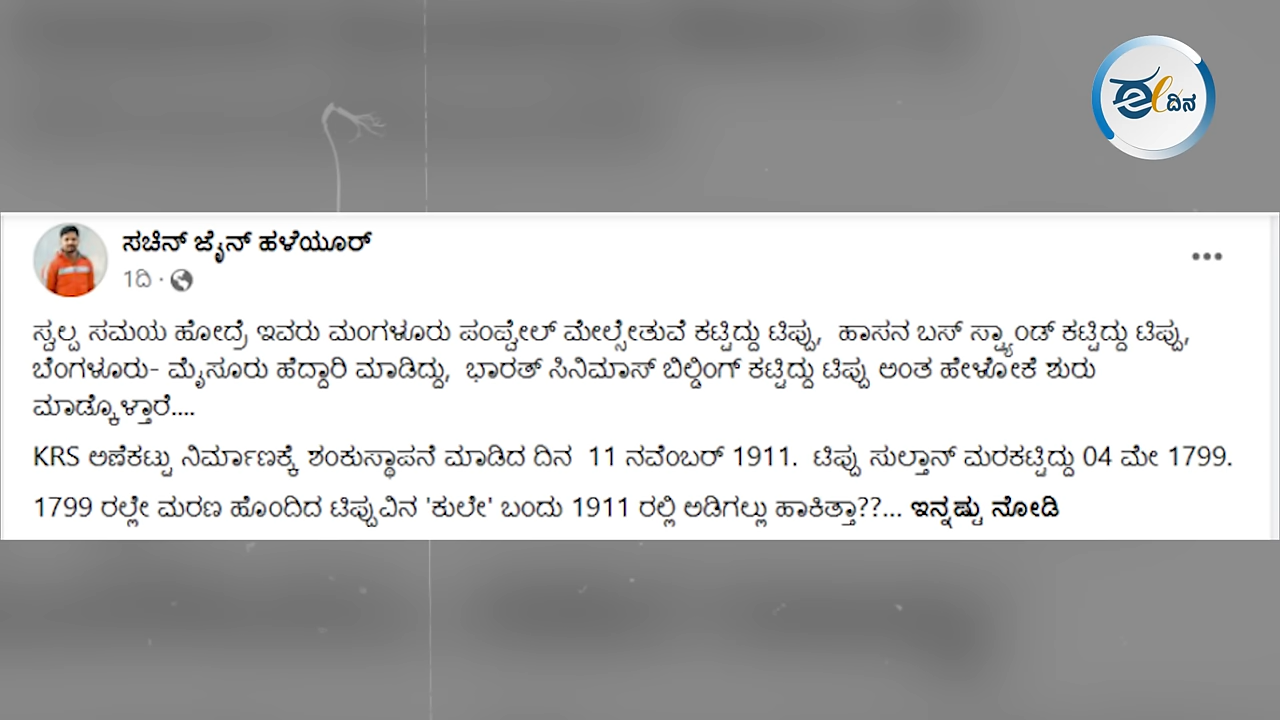 ಈ ದಿನ
ಸಚಿನ್ ಜೈನ್ ಹಳೆಯೂರ್
1ದಿ ·
ಸ್ವಲ್ಪ ಸಮಯ ಹೋದ್ರೆ ಇವರು ಮಂಗಳೂರು ಪಂಪ್ವೇಲ್ ಮೇಲ್ಸೇತುವೆ ಕಟ್ಟಿದ್ದು ಟಿಪ್ಪು, ಹಾಸನ ಬಸ್ ಸ್ಟ್ಯಾಂಡ್ ಕಟ್ಟಿದ್ದು ಟಿಪ್ಪು,
ಬೆಂಗಳೂರು- ಮೈಸೂರು ಹೆದ್ದಾರಿ ಮಾಡಿದ್ದು, ಭಾರತ್ ಸಿನಿಮಾಸ್ ಬಿಲ್ಡಿಂಗ್ ಕಟ್ಟಿದ್ದು ಟಿಪ್ಪು ಅಂತ ಹೇಳೋಕೆ ಶುರು
ಮಾಡ್ಕೊಳ್ತಾರೆ....
KRS ಅಣೆಕಟ್ಟು ನಿರ್ಮಾಣಕ್ಕೆ ಶಂಕುಸ್ಥಾಪನೆ ಮಾಡಿದ ದಿನ 11 ನವೆಂಬರ್ 1911. ಟಿಪ್ಪು ಸುಲ್ತಾನ್ ಮರಕಟ್ಟಿದ್ದು 04 ಮೇ 1799.
1799 ರಲ್ಲೇ ಮರಣ ಹೊಂದಿದ ಟಿಪ್ಪುವಿನ 'ಕುಲೇ' ಬಂದು 1911 ರಲ್ಲಿ ಅಡಿಗಲ್ಲು ಹಾಕಿತ್ತಾ??... ಇನ್ನಷ್ಟು ನೋಡಿ